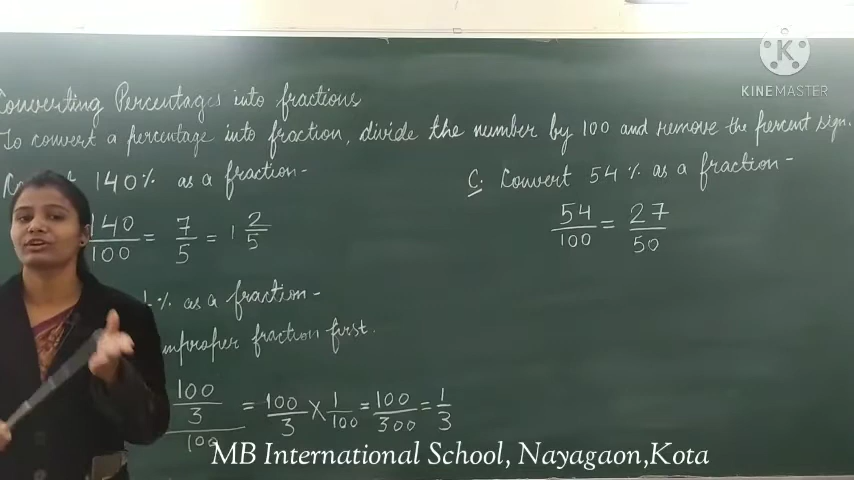 Converting Percentages into fractions
To convert a percentage into fraction, divide the number by 100 and remove the percent sign.
140% as a fraction-
140/100 = 7/5 = 1 2/5
% as a fraction-
improper fraction first.
100/3 / 100 = 100/3 X 1/100 = 100/300 = 1/3
C. Convert 54% as a fraction-
54/100 = 27/50
KINEMASTER
MB International School, Nayagaon,Kota